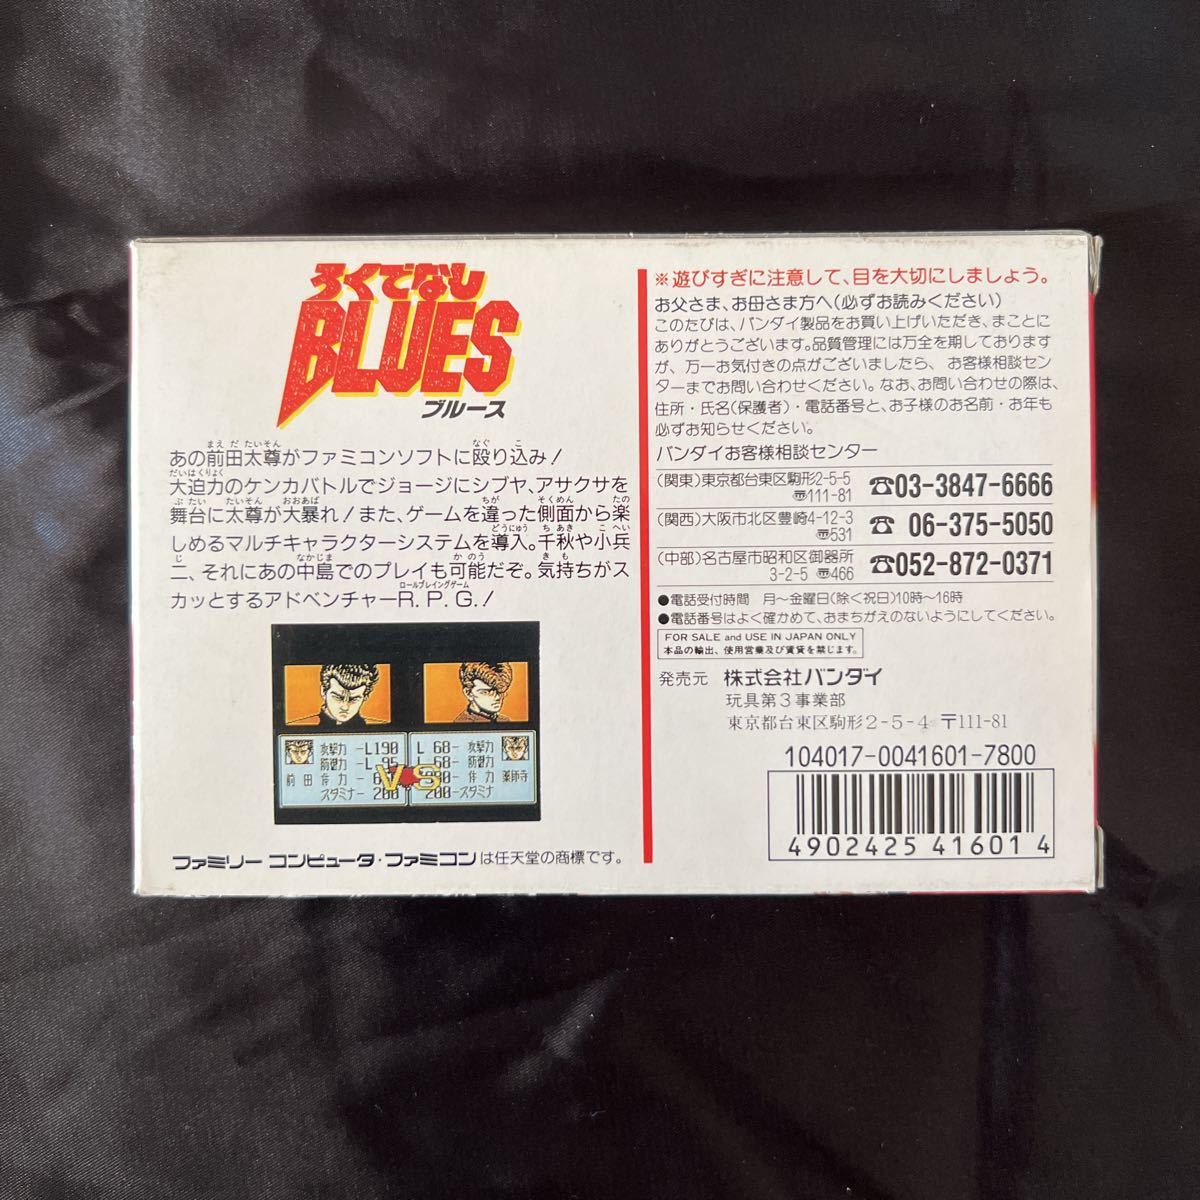 ろくでなし
BLUES
ブルース
あの前田太尊がファミコンソフトに殴り込み!
大迫力のケンカバトルでジョージにシブヤ、アサクサを
舞台に太尊が大暴れ!また、ゲームを違った側面から楽
しめるマルチキャラクターシステムを導入。千秋や小兵
二、それにあの中島でのプレイも可能だぞ。気持ちがス
カッとするアドベンチャーR.P.G.!
前田
攻撃力 -L190
防御力 -L 95
体力
スタミナ - 200
L 68- 攻撃力
68- 防御力
体力 薬師寺
200- スタミナ
VS
ファミリーコンピュータ・ファミコンは任天堂の商標です。
※遊びすぎに注意して、目を大切にしましょう。
お父さま、お母さま方へ(必ずお読みください)
このたびは、バンダイ製品をお買い上げいただき、まことに
ありがとうございます。品質管理には万全を期しております
が、万一お気付きの点がございましたら、お客様相談セン
ターまでお問い合わせください。なお、お問い合わせの際は、
住所・氏名(保護者)・電話番号と、お子様のお名前・お年も
必ずお知らせください。
バンダイお客様相談センター
(関東)東京都台東区駒形2-5-5
〠111-81
☎03-3847-6666
(関西)大阪市北区豊崎4-12-3
〠531
☎ 06-375-5050
(中部)名古屋市昭和区御器所
3-2-5 〠466
☎052-872-0371
●電話受付時間 月〜金曜日(除く祝日)10時〜16時
●電話番号はよく確かめて、おまちがえのないようにしてください。
FOR SALE and USE IN JAPAN ONLY
本品の輸出、使用営業及び賃貸を禁じます。
発売元 株式会社バンダイ
玩具第3事業部
東京都台東区駒形2-5-4 〒111-81
104017-0041601-7800
4902425 41601 4